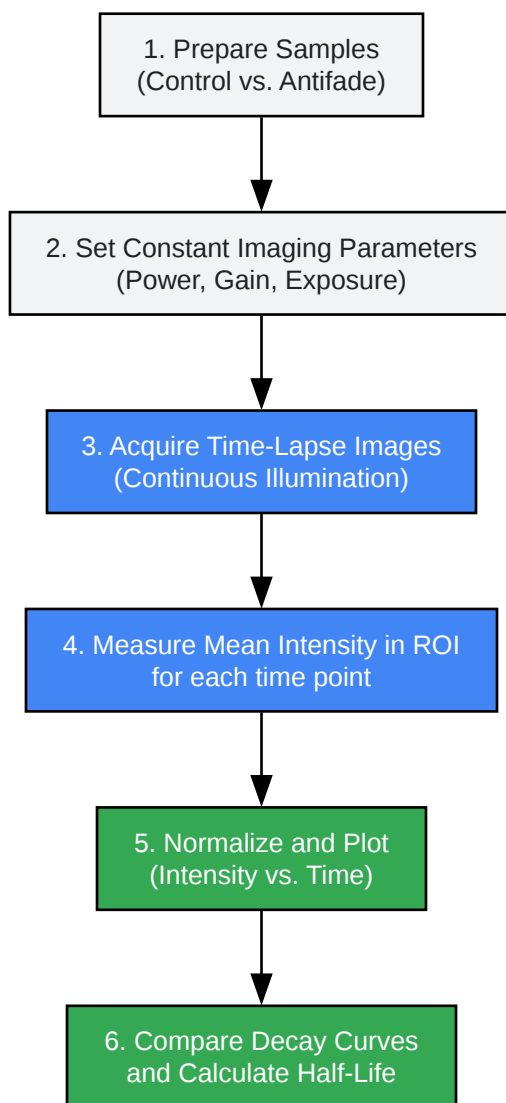 1. Prepare Samples
(Control vs. Antifade)
2. Set Constant Imaging Parameters
(Power, Gain, Exposure)
3. Acquire Time-Lapse Images
(Continuous Illumination)
4. Measure Mean Intensity in ROI
for each time point
5. Normalize and Plot
(Intensity vs. Time)
6. Compare Decay Curves
and Calculate Half-Life